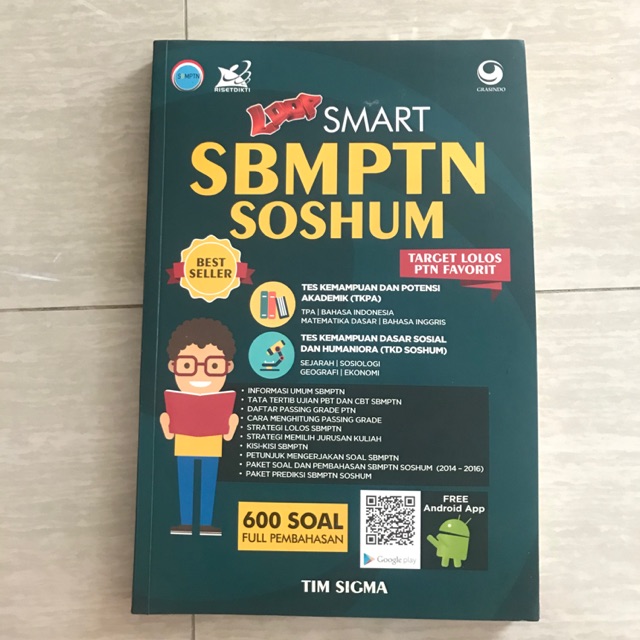 SBMPTN
RISETDIKTI
GRASINDO
LOOP SMART
SBMPTN
SOSHUM
TARGET LOLOS
PTN FAVORIT
BEST
SELLER
TES KEMAMPUAN DAN POTENSI
AKADEMIK (TKPA)
TPA | BAHASA INDONESIA
MATEMATIKA DASAR | BAHASA INGGRIS
TES KEMAMPUAN DASAR SOSIAL
DAN HUMANIORA (TKD SOSHUM)
SEJARAH | SOSIOLOGI
GEOGRAFI | EKONOMI
• INFORMASI UMUM SBMPTN
• TATA TERTIB UJIAN PBT DAN CBT SBMPTN
• DAFTAR PASSING GRADE PTN
• CARA MENGHITUNG PASSING GRADE
• STRATEGI LOLOS SBMPTN
• STRATEGI MEMILIH JURUSAN KULIAH
• KISI-KISI SBMPTN
• PETUNJUK MENGERJAKAN SOAL SBMPTN
• PAKET SOAL DAN PEMBAHASAN SBMPTN SOSHUM (2014 – 2016)
• PAKET PREDIKSI SBMPTN SOSHUM
600 SOAL
FULL PEMBAHASAN
Google play
FREE
Android App
TIM SIGMA